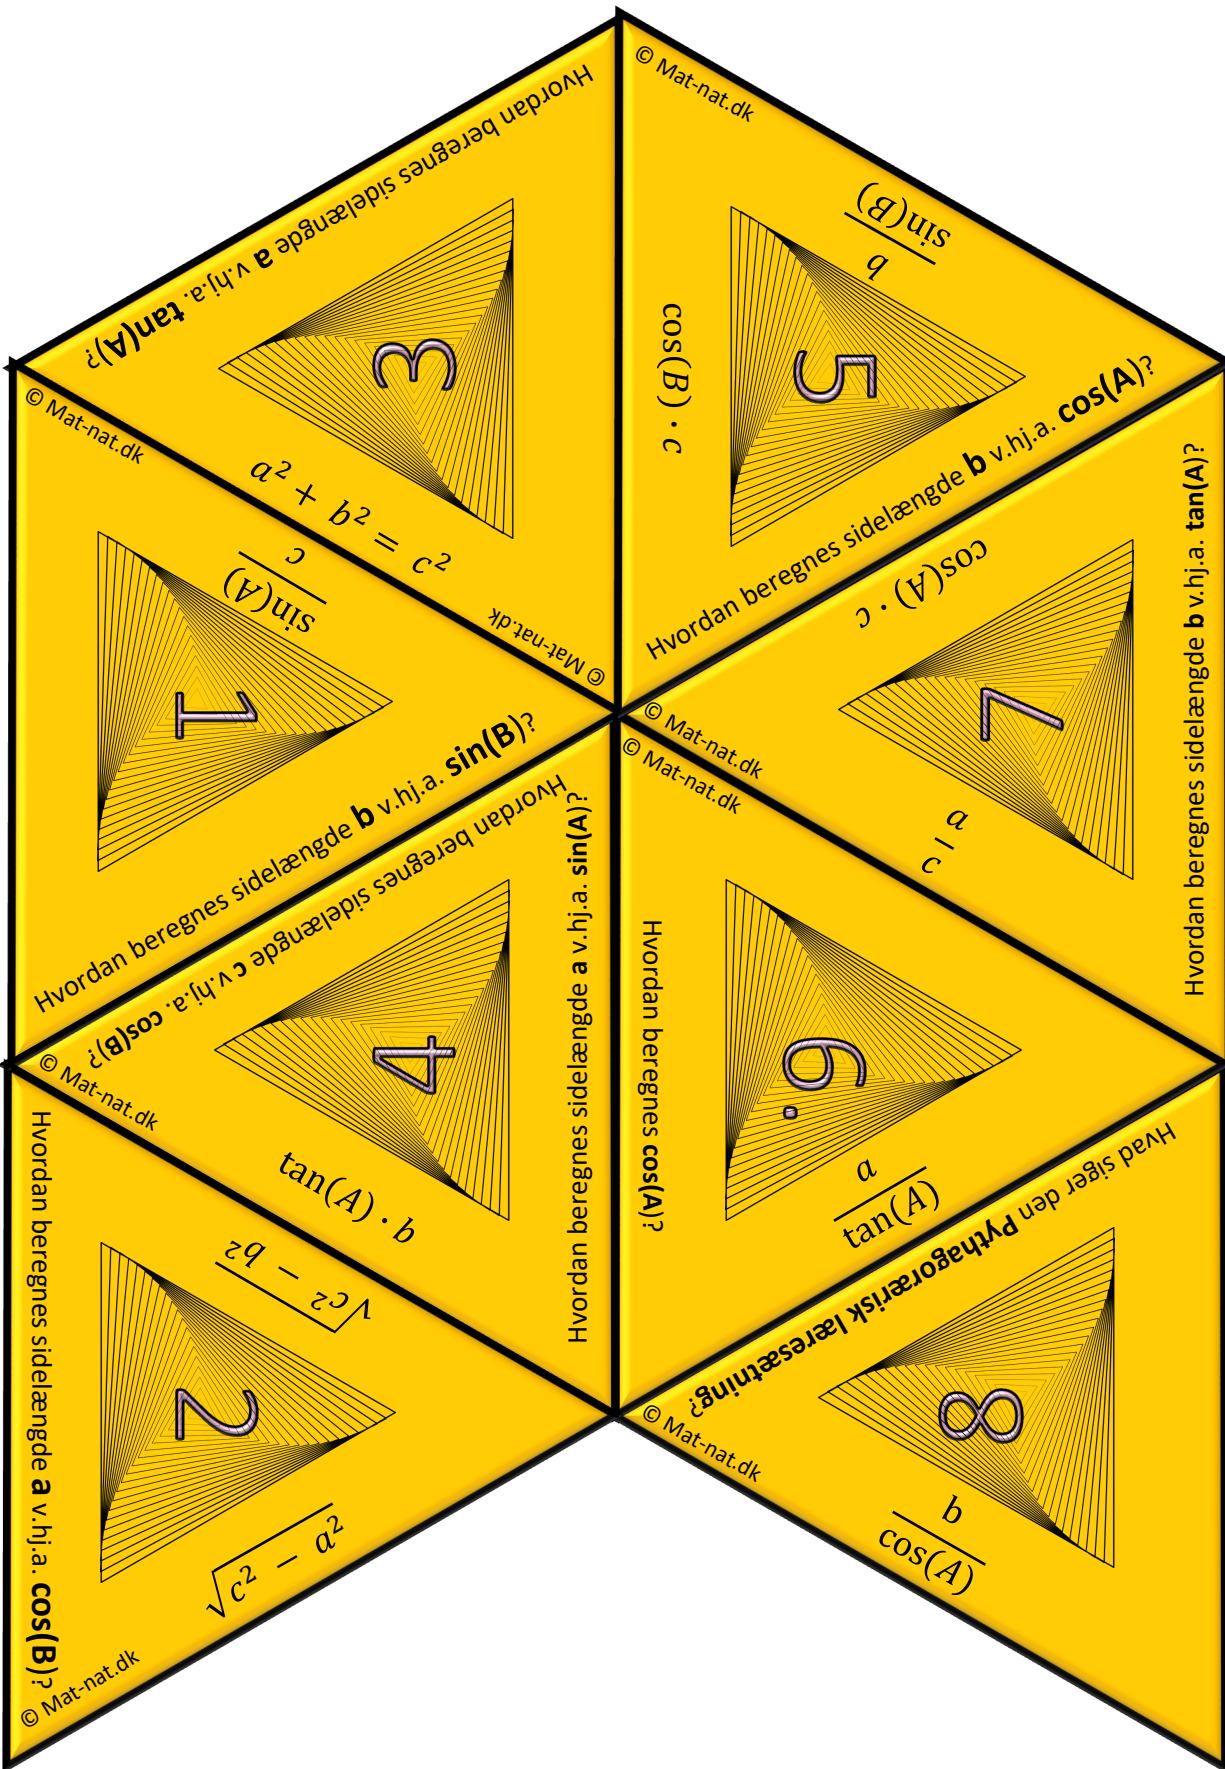 Hvordan beregnes sidelængde a v.hj.a. tan(A)?
3
a² + b² = c²
© Mat-nat.dk
© Mat-nat.dk
b
sin(B)
5
cos(B) · c
Hvordan beregnes sidelængde b v.hj.a. cos(A)?
© Mat-nat.dk
sin(A)
c
1
Hvordan beregnes sidelængde b v.hj.a. sin(B)?
cos(A) · c
7
Hvordan beregnes sidelængde b v.hj.a. tan(A)?
© Mat-nat.dk
a
c
Hvordan beregnes sidelængde c v.hj.a. cos(B)?
4
Hvordan beregnes sidelængde a v.hj.a. sin(A)?
© Mat-nat.dk
tan(A) · b
© Mat-nat.dk
Hvordan beregnes cos(A)?
6.
a
tan(A)
Hvordan beregnes sidelængde a v.hj.a. cos(B)?
√c² − b²
2
√c² − a²
© Mat-nat.dk
Hvad siger den Pythagorærisk læresætning?
8
© Mat-nat.dk
b
cos(A)